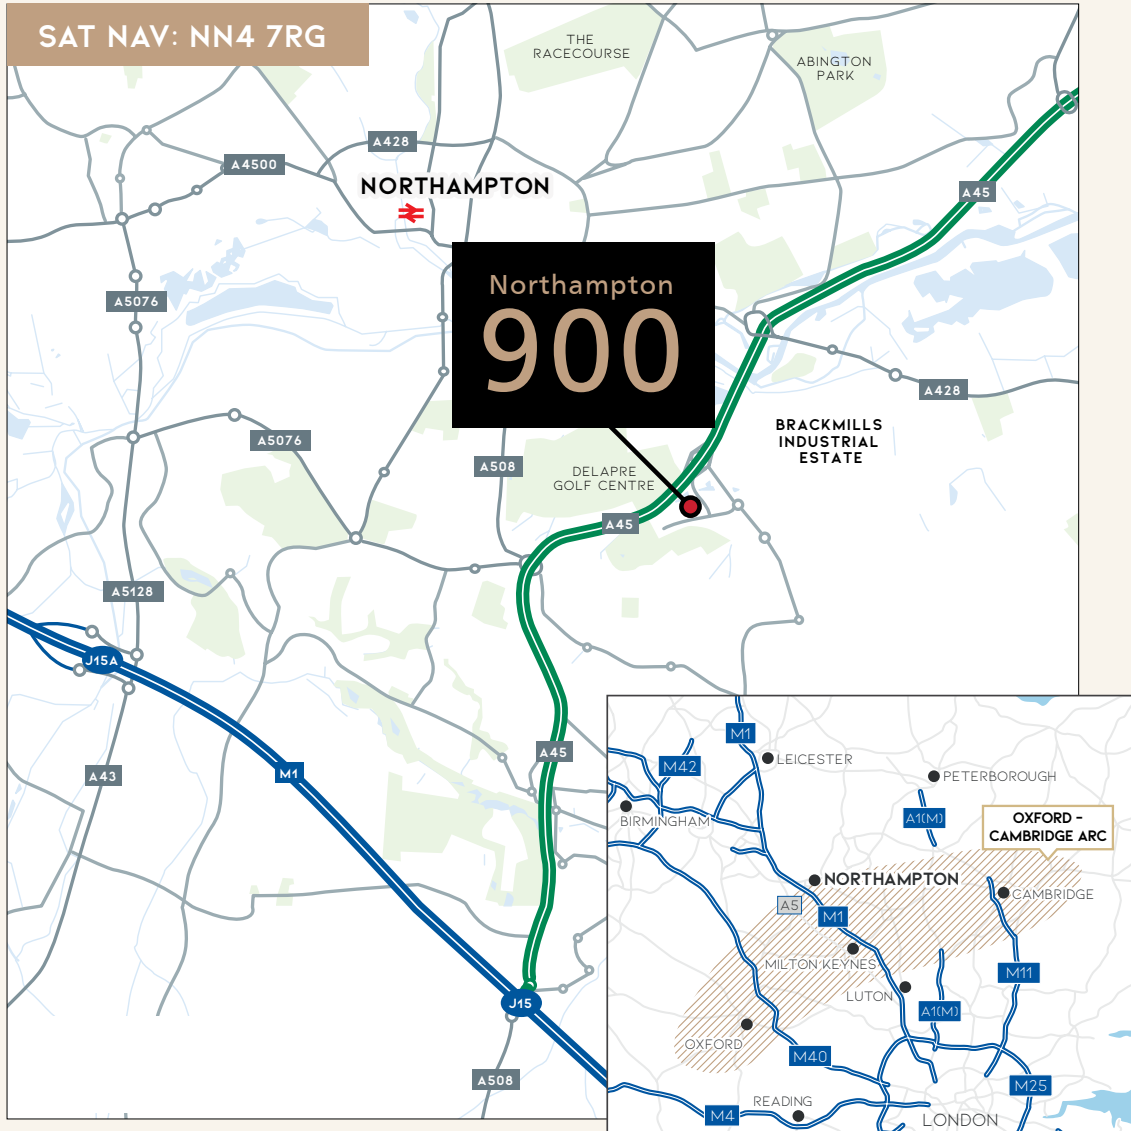 SAT NAV: NN4 7RG
THE
RACECOURSE
ABINGTON
PARK
A428
A4500
NORTHAMPTON
A45
A5076
Northampton
900
A428
BRACKMILLS
INDUSTRIAL
ESTATE
A5076
A508
DELAPRE
GOLF CENTRE
A45
A5128
J15A
A45
A43
M1
J15
A508
M1
LEICESTER
M42
PETERBOROUGH
BIRMINGHAM
A1(M)
OXFORD –
CAMBRIDGE ARC
NORTHAMPTON
CAMBRIDGE
A5
M1
MILTON KEYNES
M11
LUTON
A1(M)
OXFORD
M40
M25
READING
M4
LONDON